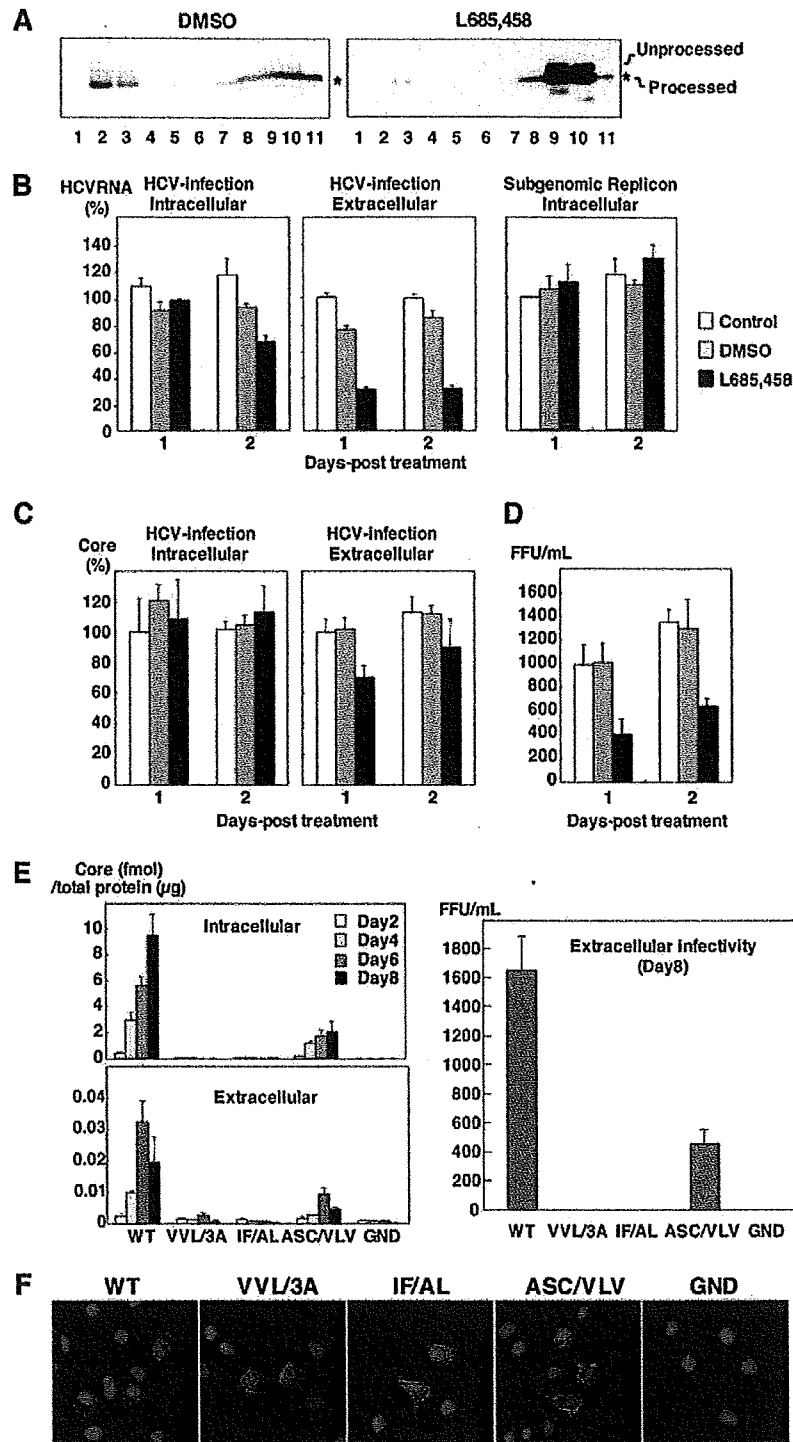 A
DMSO
L685,458
Unprocessed
*
*
Processed
1 2 3 4 5 6 7 8 9 10 11
1 2 3 4 5 6 7 8 9 10 11
B
HCVRNA
(%)
HCV-infection
Intracellular
HCV-infection
Extracellular
Subgenomic Replicon
Intracellular
140
120
100
80
60
40
20
0
Control
DMSO
L685,458
1 2
1 2
1 2
Days-post treatment
C
Core
(%)
HCV-infection
Intracellular
HCV-infection
Extracellular
120
100
80
60
40
20
0
1 2
1 2
Days-post treatment
D
FFU/mL
1600
1400
1200
1000
800
600
400
200
0
1 2
Days-post treatment
E
Core (fmol)
/total protein (µg)
Intracellular
Day2
Day4
Day6
Day8
10
8
6
4
2
0
Extracellular
0.04
0.03
0.02
0.01
0
WT VVL/3A IF/AL ASC/VLV GND
FFU/mL
Extracellular infectivity
(Day8)
1800
1600
1400
1200
1000
800
600
400
200
0
WT VVL/3A IF/AL ASC/VLV GND
F
WT VVL/3A IF/AL ASC/VLV GND